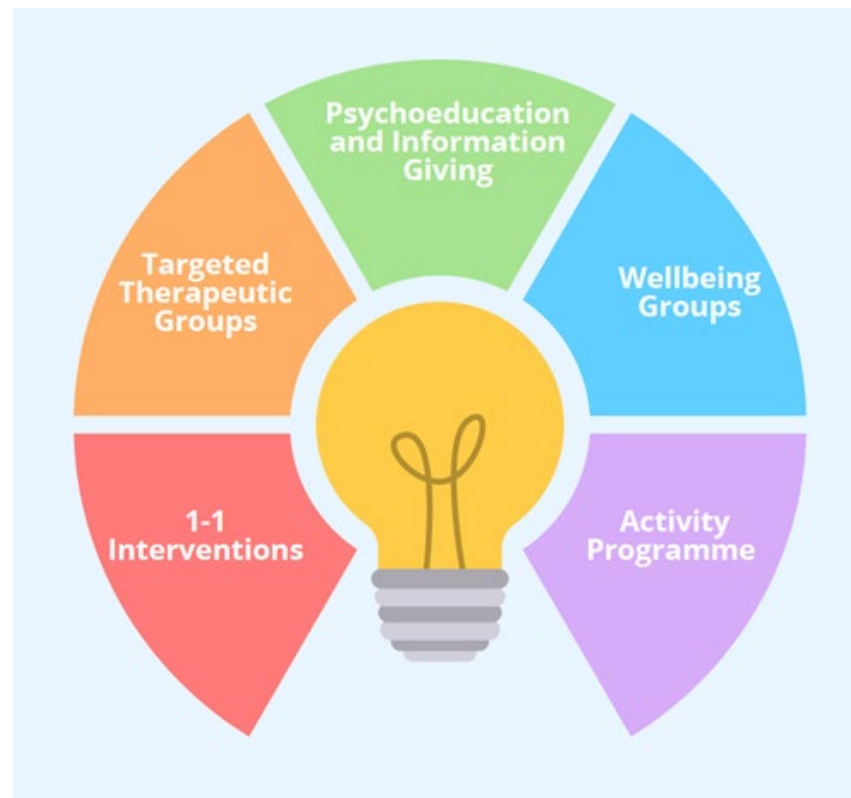 Psychoeducation
and Information
Giving
Targeted
Therapeutic
Groups
Wellbeing
Groups
1-1
Interventions
Activity
Programme